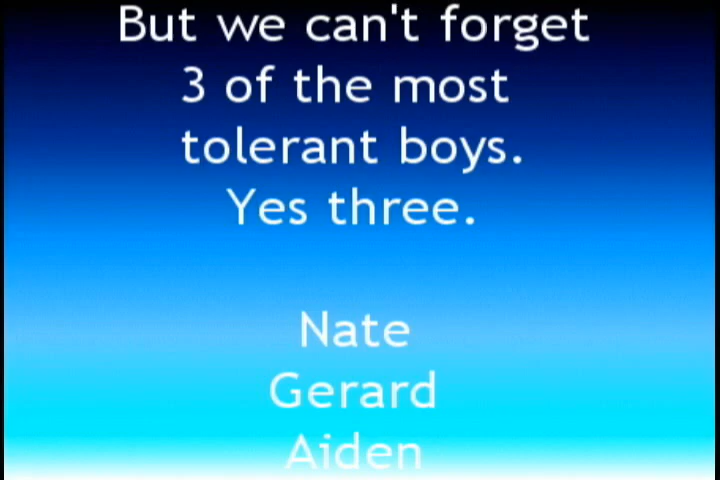 But we can't forget
3 of the most
tolerant boys.
Yes three.
Nate
Gerard
Aiden